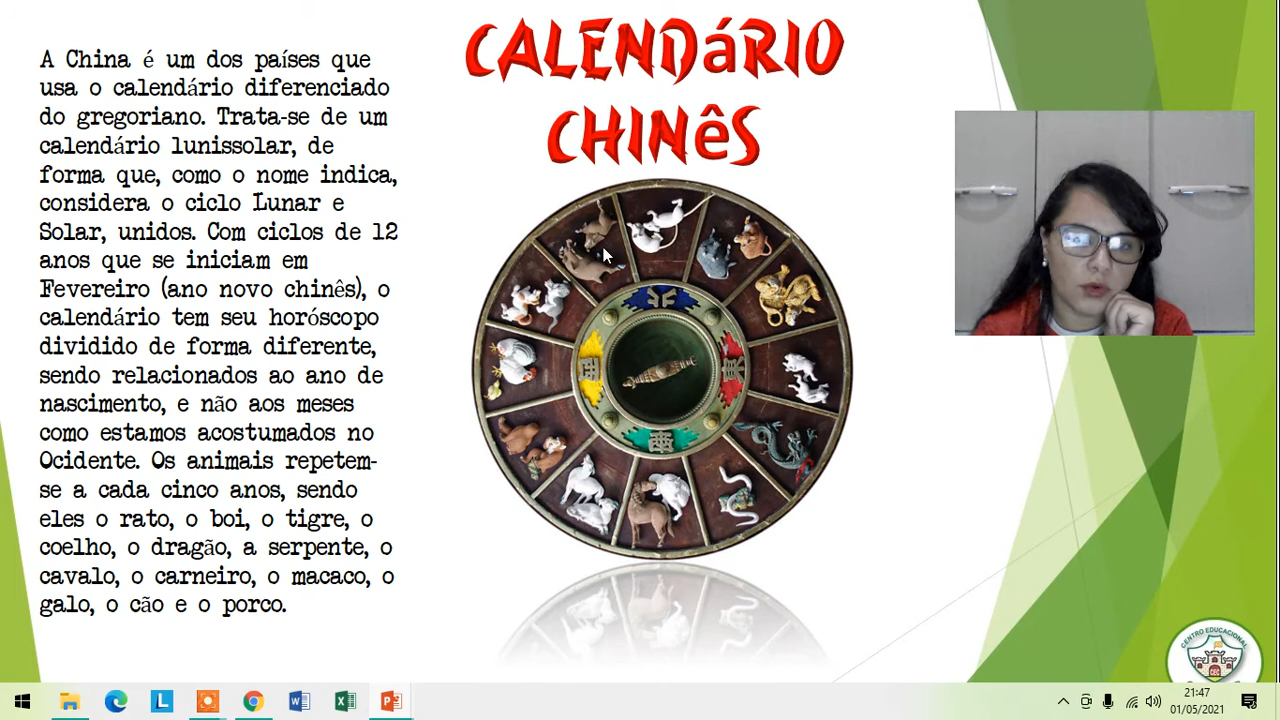 A China é um dos países que
usa o calendário diferenciado
do gregoriano. Trata-se de um
calendário lunissolar, de
forma que, como o nome indica,
considera o ciclo Lunar e
Solar, unidos. Com ciclos de 12
anos que se iniciam em
Fevereiro (ano novo chinês), o
calendário tem seu horóscopo
dividido de forma diferente,
sendo relacionados ao ano de
nascimento, e não aos meses
como estamos acostumados no
Ocidente. Os animais repetem-
se a cada cinco anos, sendo
eles o rato, o boi, o tigre, o
coelho, o dragão, a serpente, o
cavalo, o carneiro, o macaco, o
galo, o cão e o porco.
CALENDáRIO
CHINêS
CENTRO EDUCACIONAL
CEC
21:47
01/05/2021